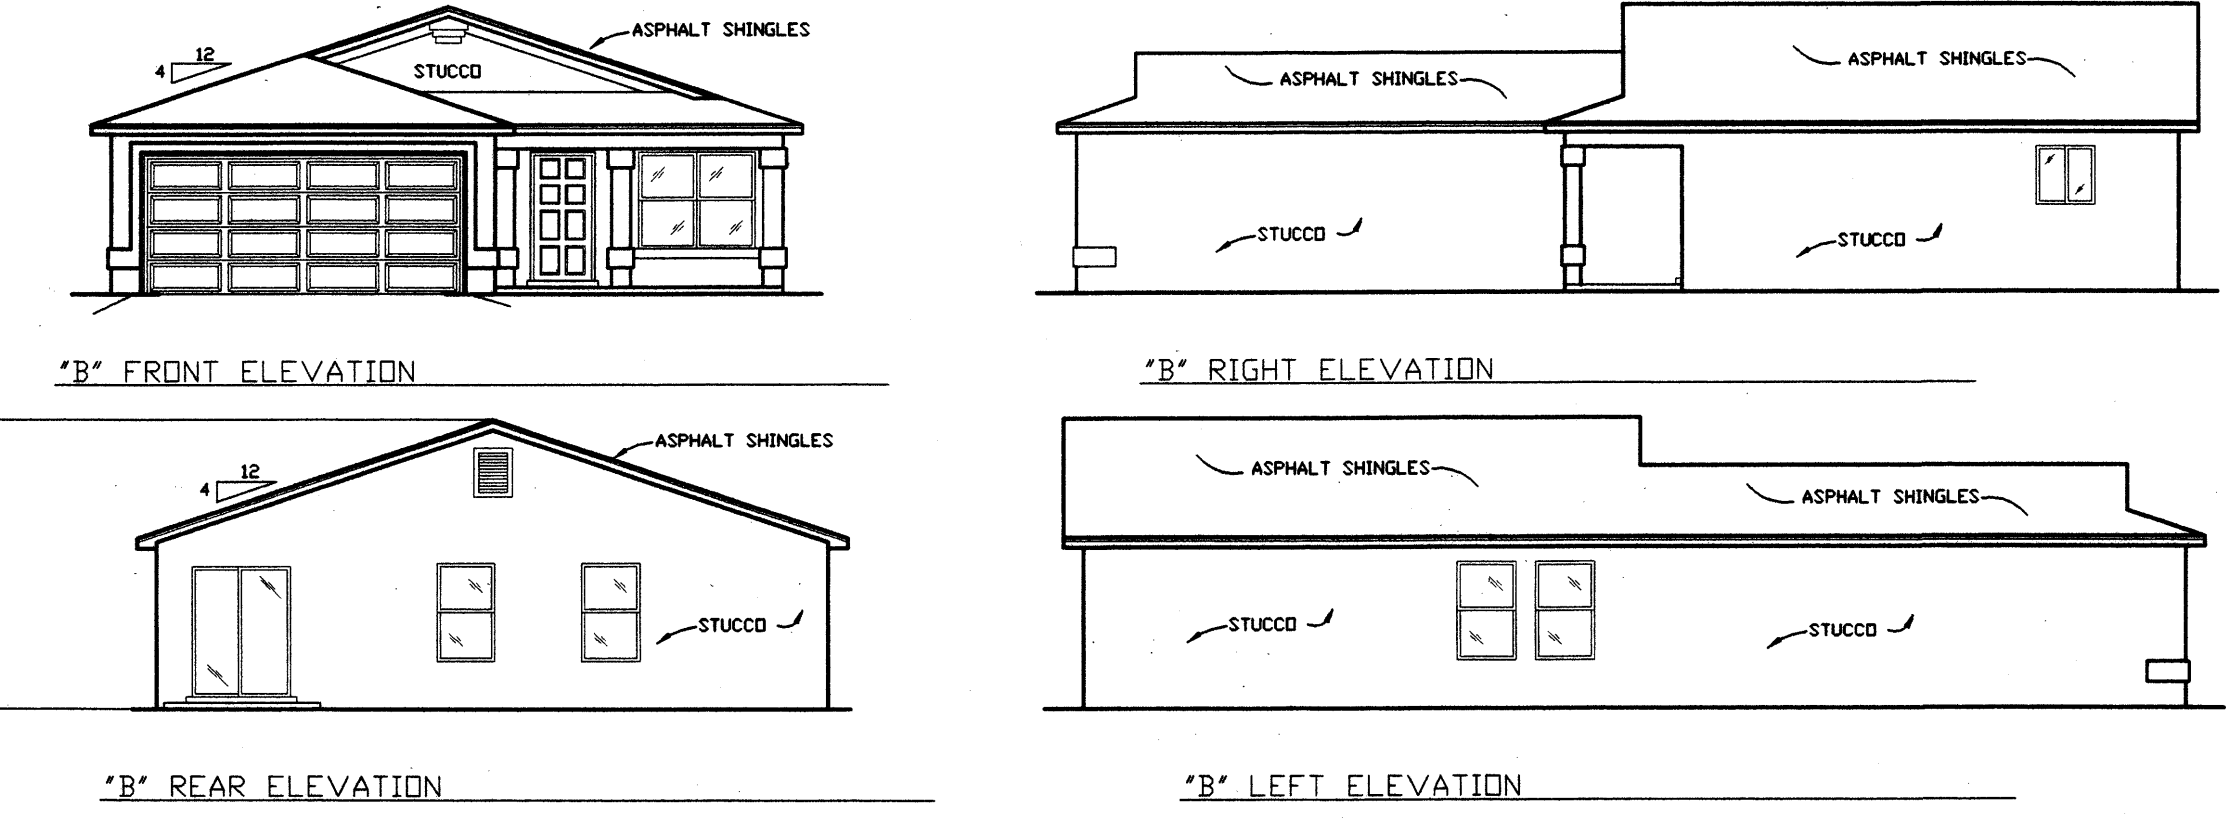 ASPHALT SHINGLES
12
4
STUCCO
"B" FRONT ELEVATION
ASPHALT SHINGLES
ASPHALT SHINGLES
STUCCO
STUCCO
"B" RIGHT ELEVATION
ASPHALT SHINGLES
12
4
STUCCO
"B" REAR ELEVATION
ASPHALT SHINGLES
ASPHALT SHINGLES
STUCCO
STUCCO
"B" LEFT ELEVATION